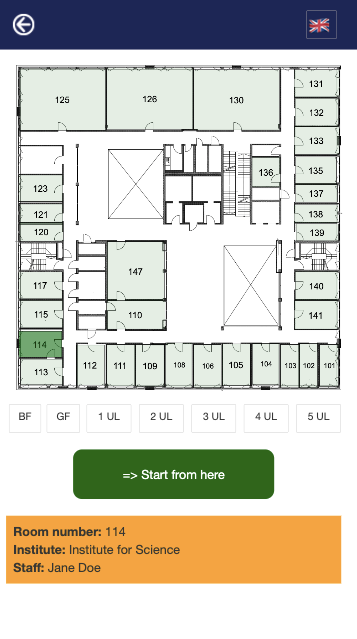 125 126 130 131
132
133
136 135
123 137
121 138
120 139
147
117 140
115 110 141
114
113 112 111 109 108 106 105 104 103 102 101
BF GF 1 UL 2 UL 3 UL 4 UL 5 UL
=> Start from here
Room number: 114
Institute: Institute for Science
Staff: Jane Doe